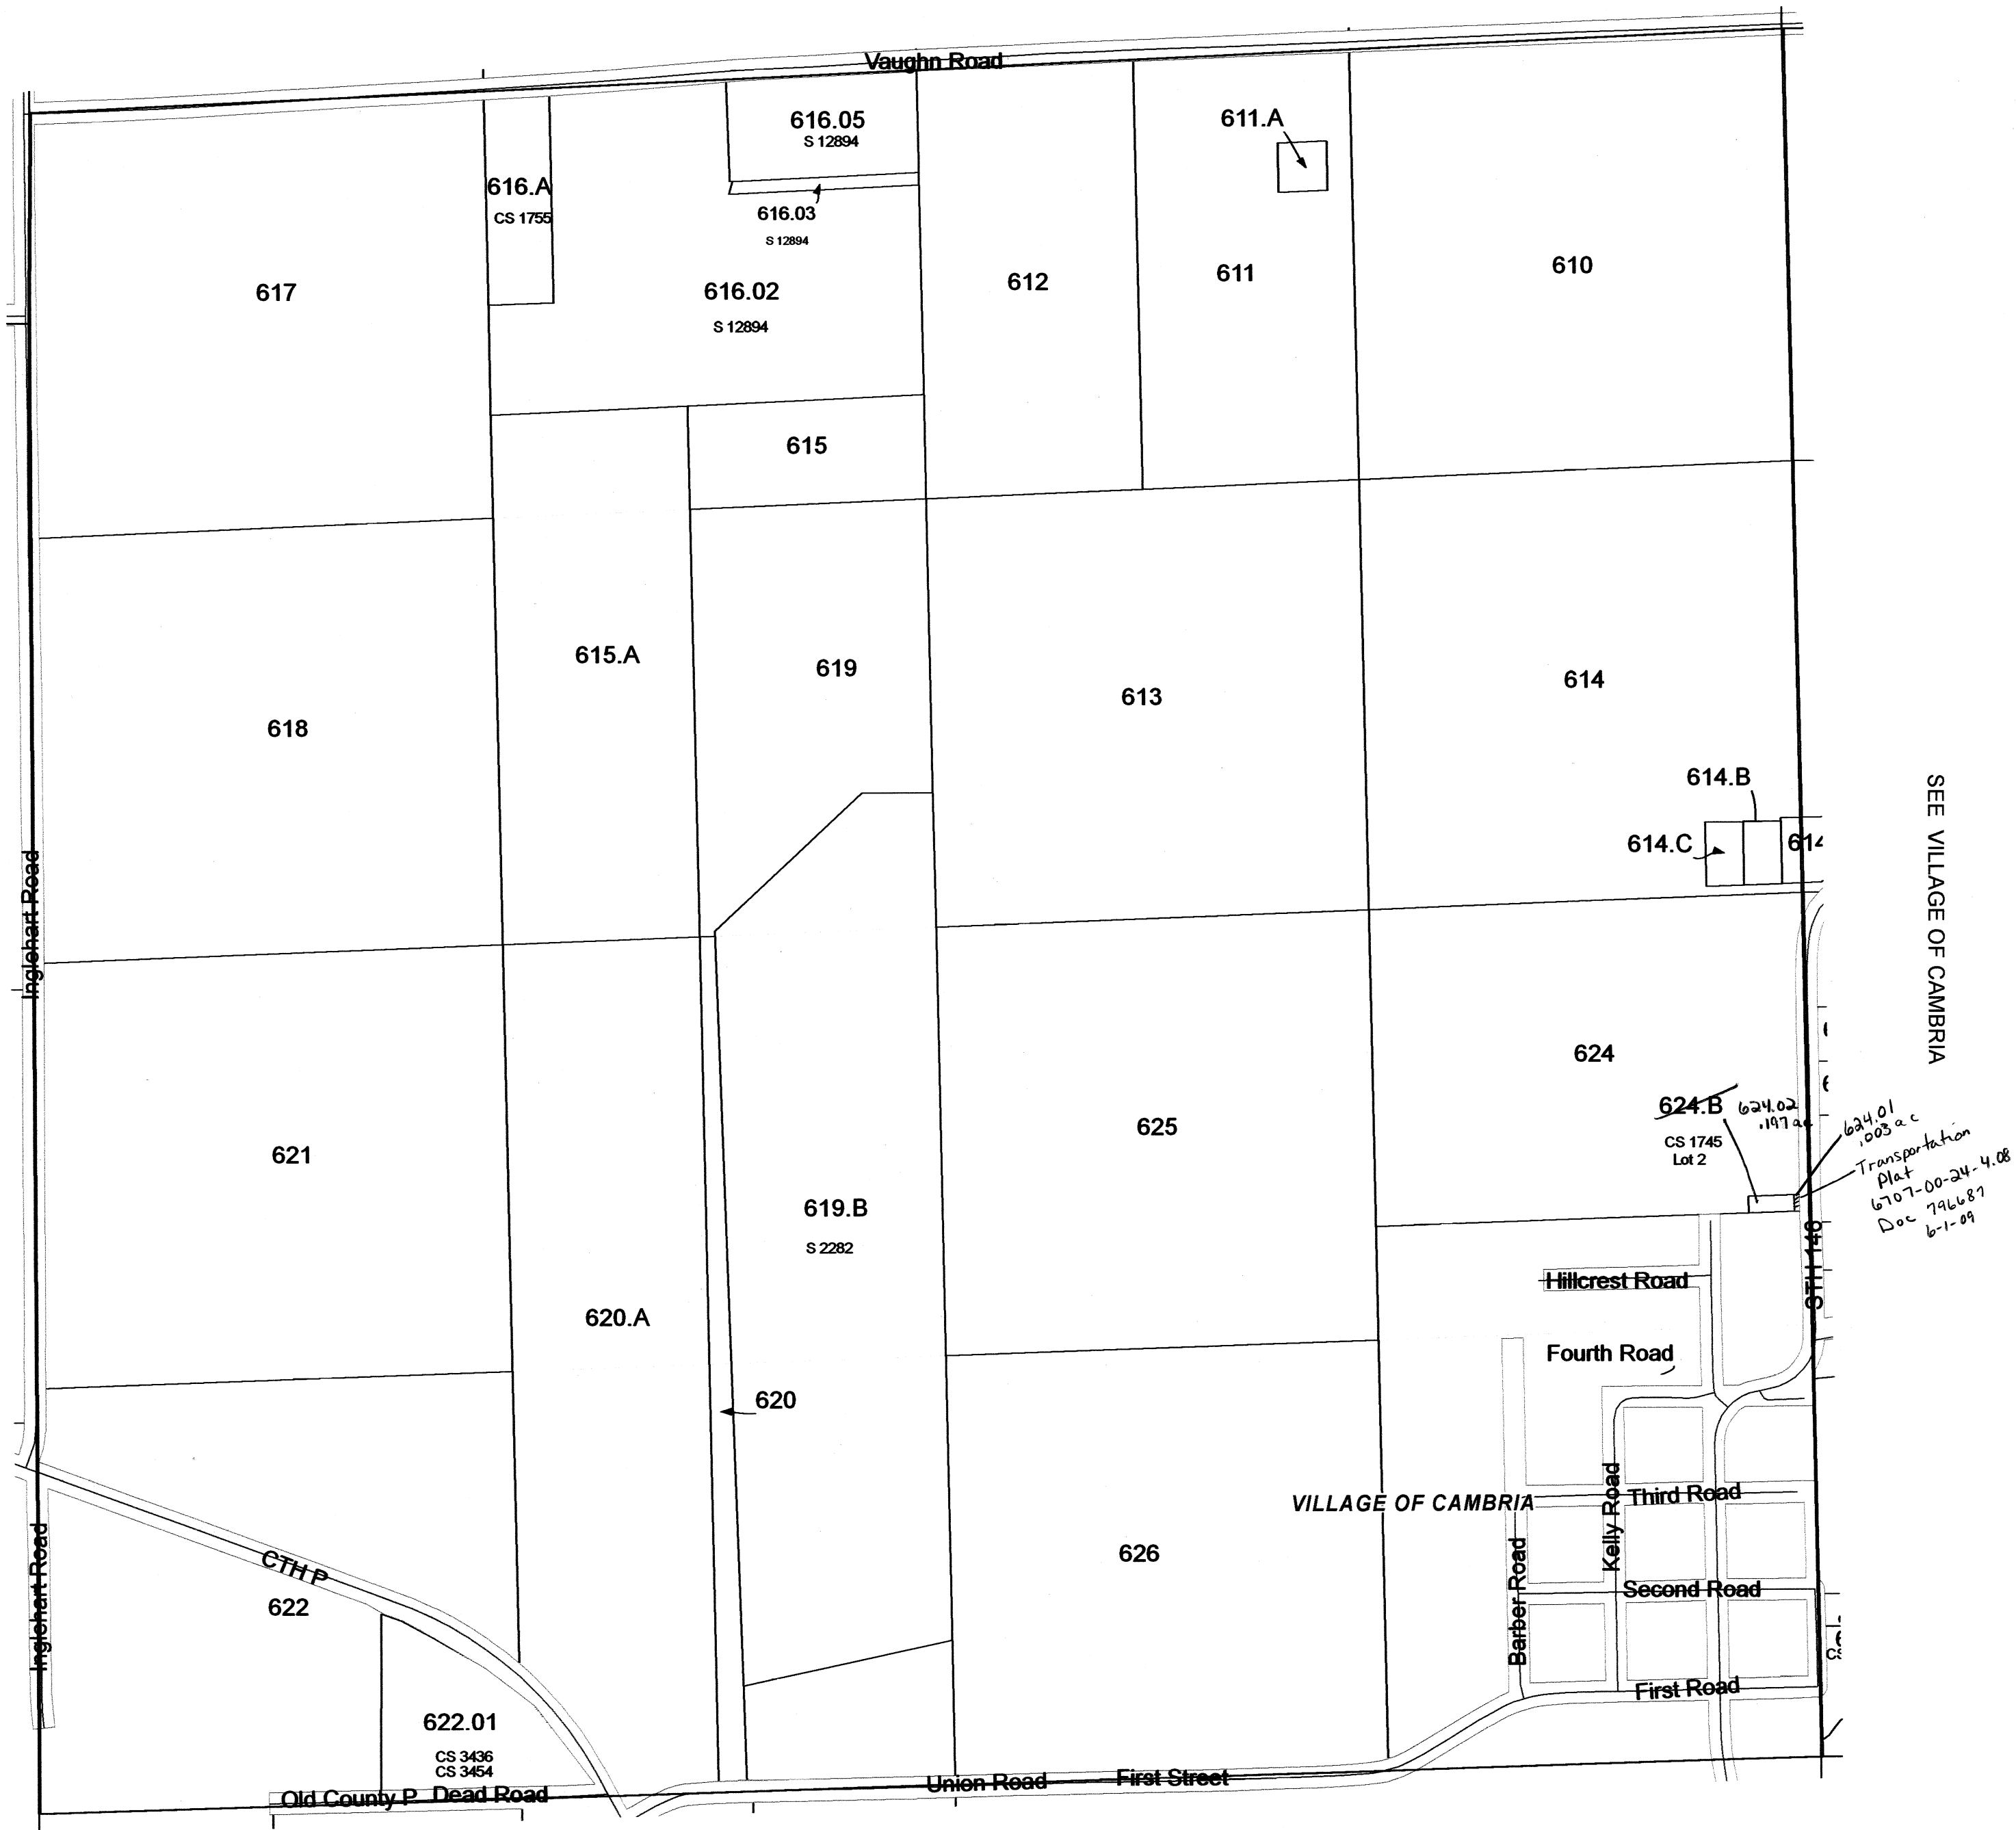 Vaughn Road
616.05
S 12894
611.A
616.A
CS 1755
616.03
S 12894
617
616.02
S 12894
612
611
610
615
615.A
619
613
614
618
614.B
614.C
614
SEE VILLAGE OF CAMBRIA
Inglehart Road
624
624.B
624.02
.197 ac
CS 1745
Lot 2
624.01
.003 ac
Transportation
Plat
6707-00-24-4.08
Doc 796687
6-1-09
621
625
619.B
S 2282
STH 146
Hillcrest Road
620.A
Fourth Road
620
VILLAGE OF CAMBRIA
Third Road
Kelly Road
Barber Road
626
Second Road
Inglehart Road
CTH P
622
First Road
622.01
CS 3436
CS 3454
Old County P Dead Road
Union Road
First Street